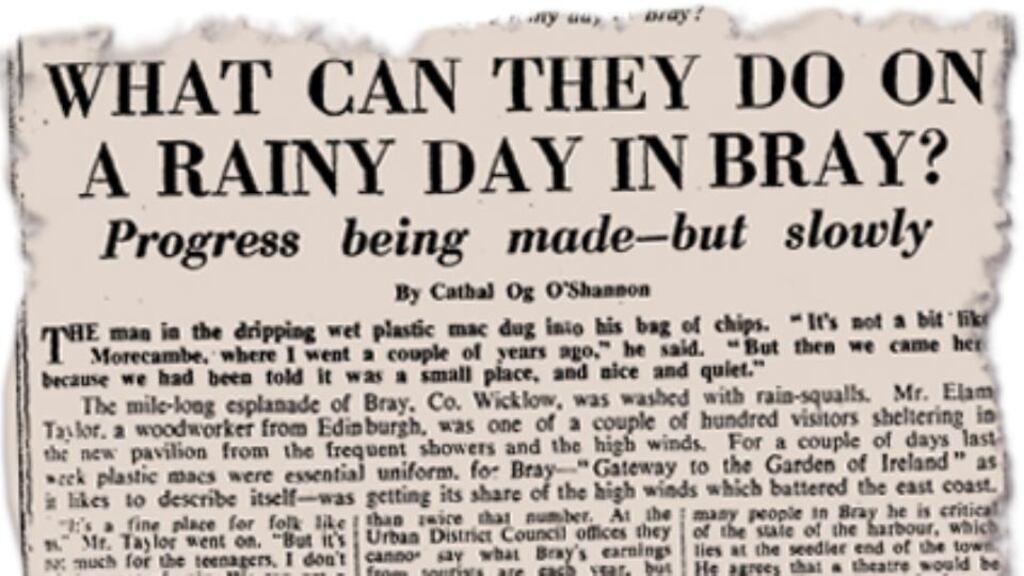 ny day in Bray?
WHAT CAN THEY DO ON
A RAINY DAY IN BRAY?
Progress being made—but slowly
By Cathal Og O'Shannon
THE man in the dripping wet plastic mac dug into his bag of chips. "It's not a bit like
Morecambe, where I went a couple of years ago," he said. "But then we came here
because we had been told it was a small place, and nice and quiet."
The mile-long esplanade of Bray, Co. Wicklow, was washed with rain-squalls. Mr. Elam
Taylor, a woodworker from Edinburgh, was one of a couple of hundred visitors sheltering in
the new pavilion from the frequent showers and the high winds. For a couple of days last
week plastic macs were essential uniform, for Bray—"Gateway to the Garden of Ireland" as
it likes to describe itself—was getting its share of the high winds which battered the east coast.
"It's a fine place for folk like
Mr. Taylor went on. "But it's
much for the teenagers, I don't
than twice that number. At the
Urban District Council offices they
cannot say what Bray's earnings
from tourists are each year, but
many people in Bray he is critical
of the state of the harbour, which
lies at the seedier end of the town.
He agrees that a theatre would be